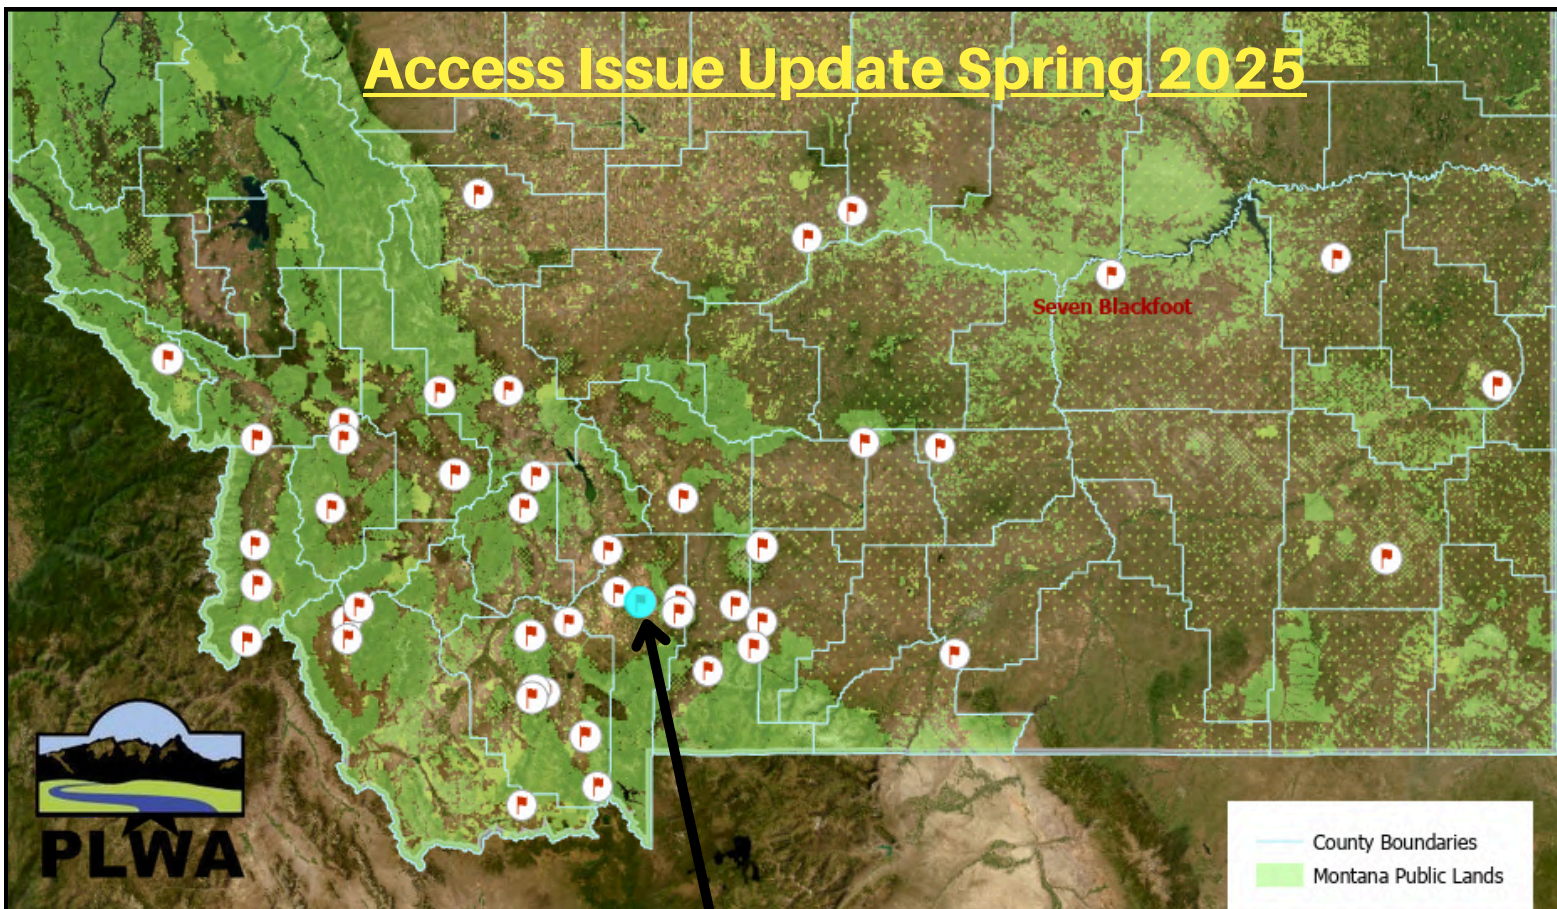 Access Issue Update Spring 2025
Seven Blackfoot
PLWA
County Boundaries
Montana Public Lands